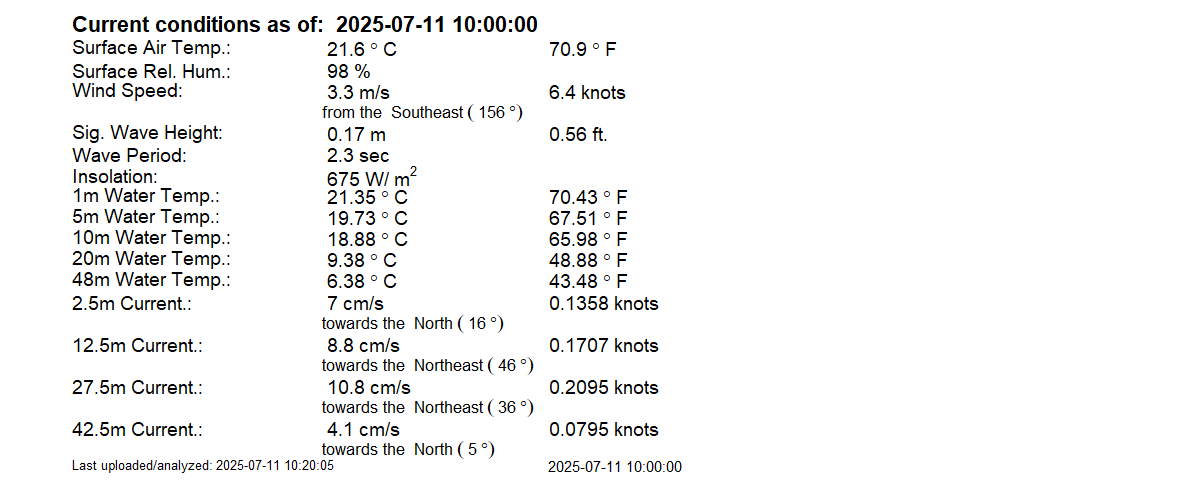 Current conditions as of: 2025-07-11 10:00:00
Surface Air Temp.: 21.6 ° C 70.9 ° F
Surface Rel. Hum.: 98 %
Wind Speed: 3.3 m/s 6.4 knots
from the Southeast ( 156 °)
Sig. Wave Height: 0.17 m 0.56 ft.
Wave Period: 2.3 sec
Insolation: 675 W/ m²
1m Water Temp.: 21.35 ° C 70.43 ° F
5m Water Temp.: 19.73 ° C 67.51 ° F
10m Water Temp.: 18.88 ° C 65.98 ° F
20m Water Temp.: 9.38 ° C 48.88 ° F
48m Water Temp.: 6.38 ° C 43.48 ° F
2.5m Current.: 7 cm/s 0.1358 knots
towards the North ( 16 °)
12.5m Current.: 8.8 cm/s 0.1707 knots
towards the Northeast ( 46 °)
27.5m Current.: 10.8 cm/s 0.2095 knots
towards the Northeast ( 36 °)
42.5m Current.: 4.1 cm/s 0.0795 knots
towards the North ( 5 °)
Last uploaded/analyzed: 2025-07-11 10:20:05 2025-07-11 10:00:00